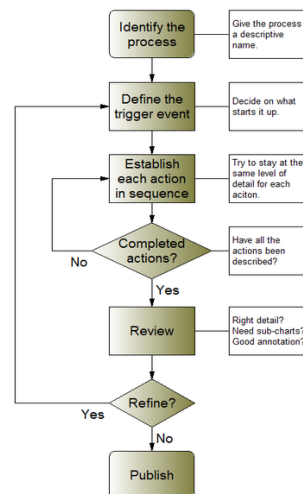 Identify the
process
Give the process
a descriptive
name.
Define the
trigger event
Decide on what
starts it up.
Establish
each action
in sequence
Try to stay at the
same level of
detail for each
aciton.
Completed
actions?
Have all the
actions been
described?
No
Yes
Review
Right detail?
Need sub-charts?
Good annotation?
Refine?
Yes
No
Publish